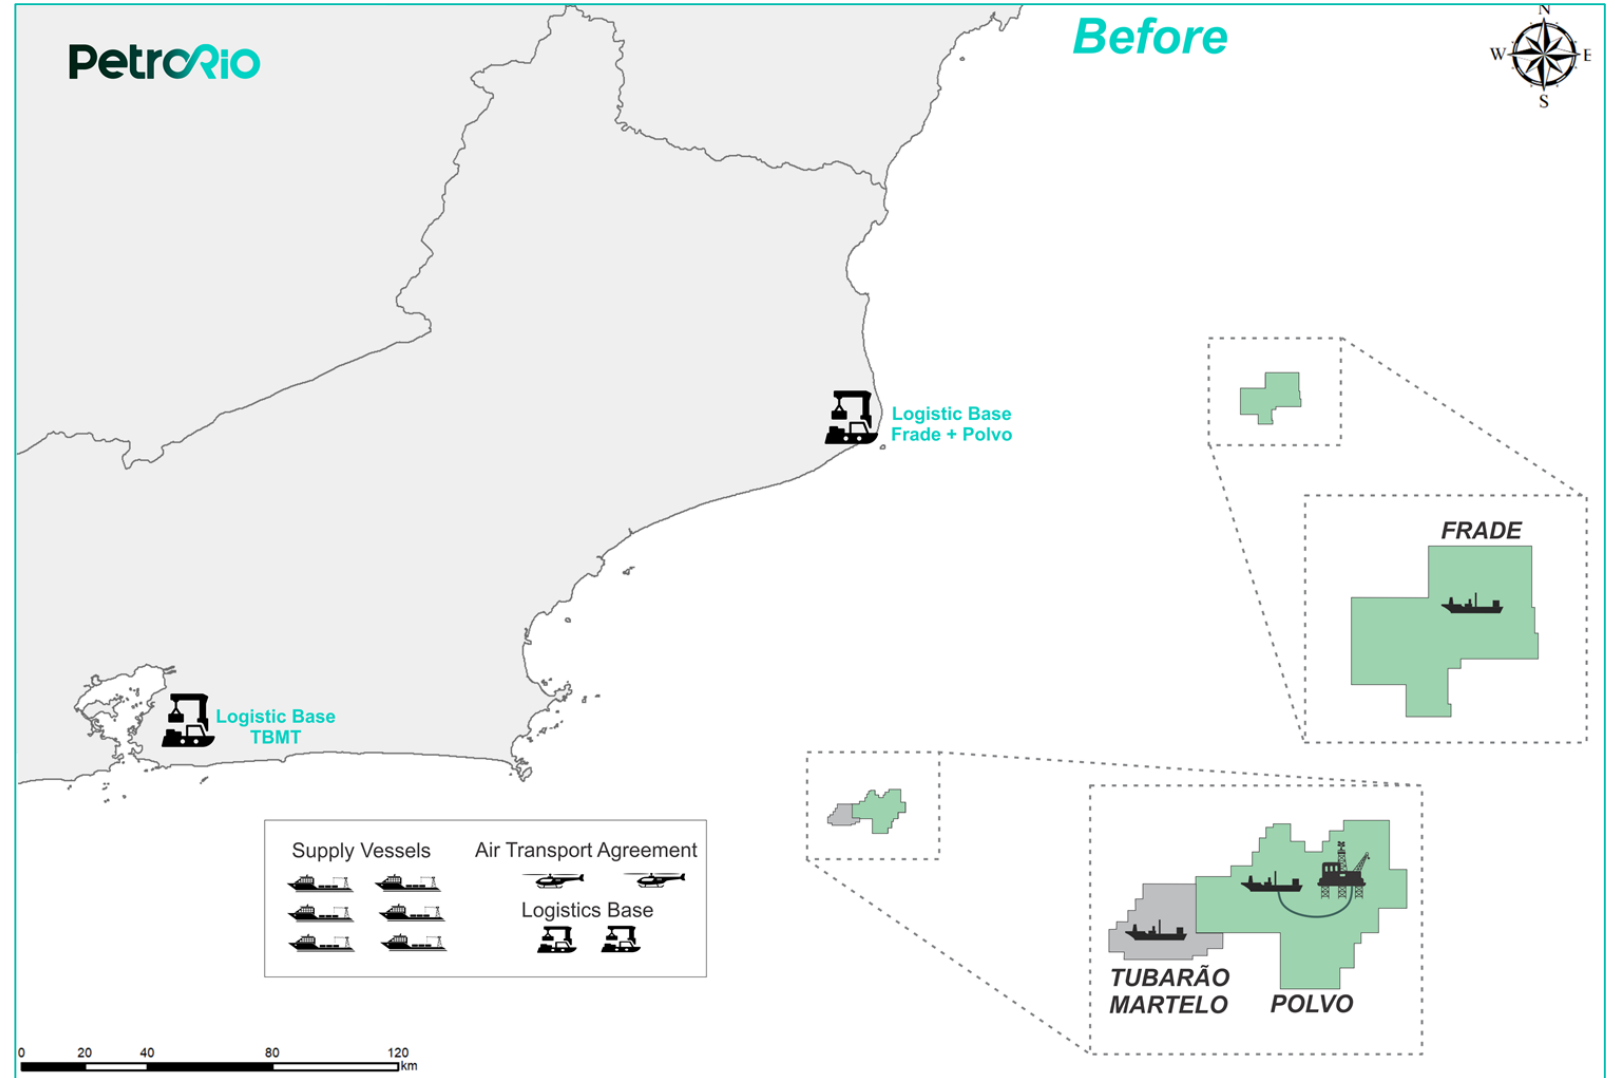 PetroRio
Before
N
W
E
S
Logistic Base
Frade + Polvo
FRADE
Logistic Base
TBMT
Supply Vessels
Air Transport Agreement
Logistics Base
TUBARÃO
MARTELO
POLVO
0 20 40 80 120
km